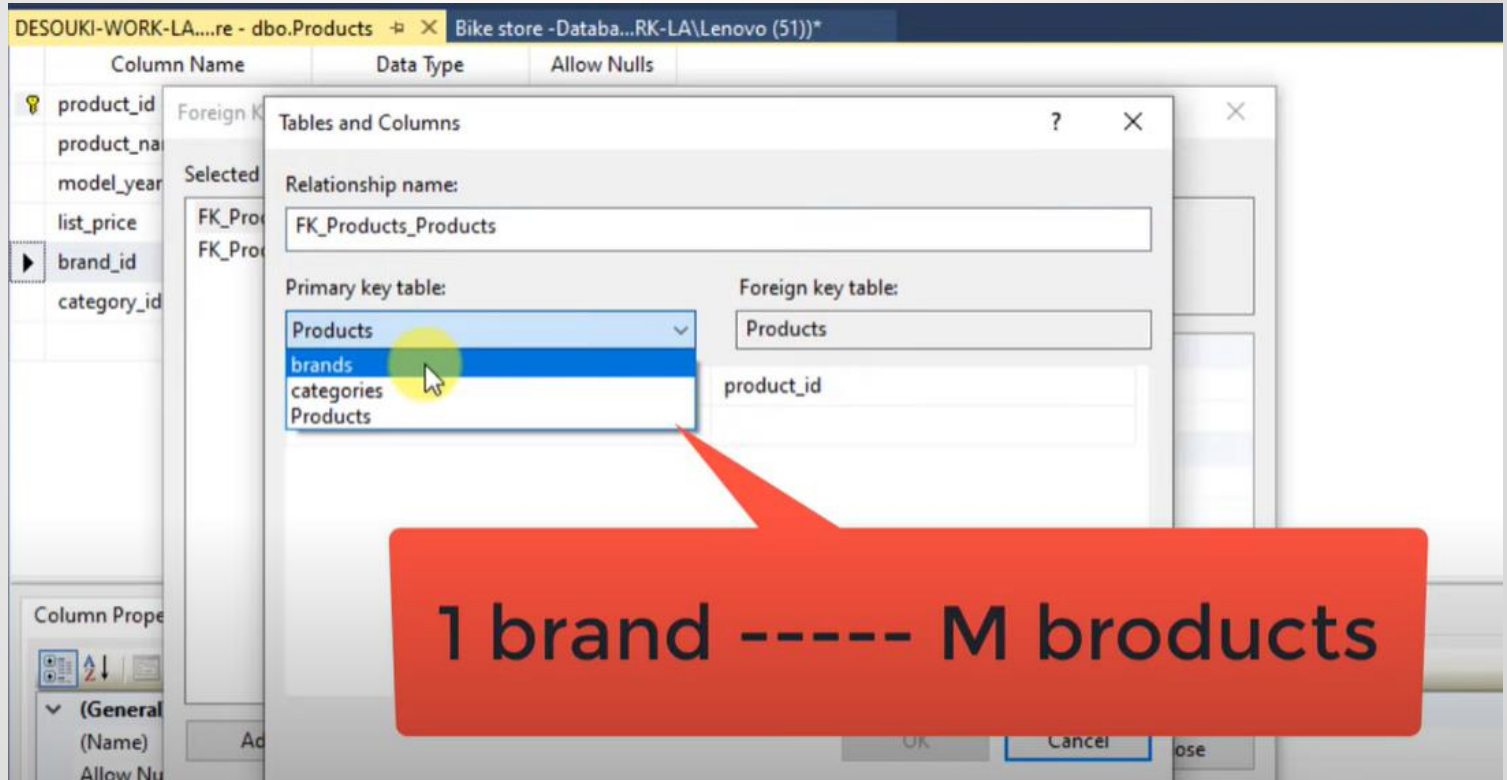 DESOUKI-WORK-LA....re - dbo.Products Bike store -Databa...RK-LA\Lenovo (51))*
Column Name Data Type Allow Nulls
product_id
product_na
model_year
list_price
brand_id
category_id
Foreign K
Selected
FK_Pro
FK_Pro
Tables and Columns ?
Relationship name:
FK_Products_Products
Primary key table: Foreign key table:
Products Products
brands
categories
Products
product_id
1 brand ----- M broducts
OK Cancel
Ad
ose
Column Prope
(General
(Name)
Allow Nu